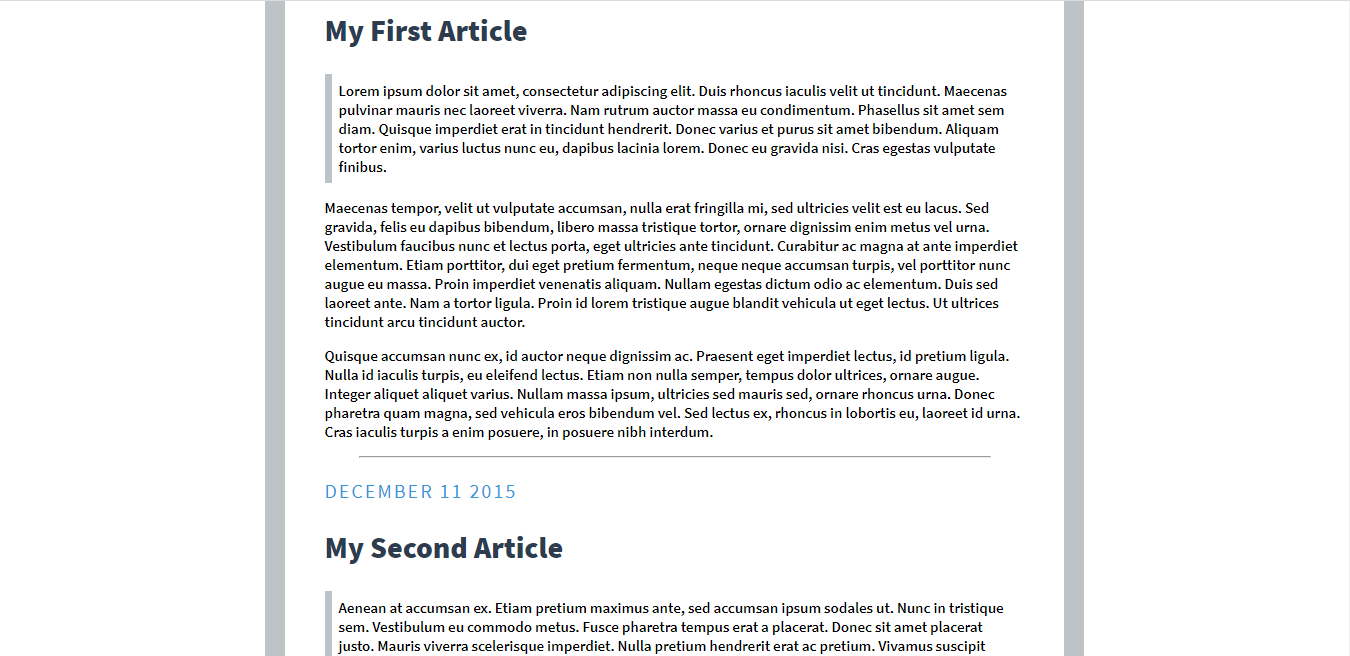 My First Article
Lorem ipsum dolor sit amet, consectetur adipiscing elit. Duis rhoncus iaculis velit ut tincidunt. Maecenas
pulvinar mauris nec laoreet viverra. Nam rutrum auctor massa eu condimentum. Phasellus sit amet sem
diam. Quisque imperdiet erat in tincidunt hendrerit. Donec varius et purus sit amet bibendum. Aliquam
tortor enim, varius luctus nunc eu, dapibus lacinia lorem. Donec eu gravida nisi. Cras egestas vulputate
finibus.
Maecenas tempor, velit ut vulputate accumsan, nulla erat fringilla mi, sed ultricies velit est eu lacus. Sed
gravida, felis eu dapibus bibendum, libero massa tristique tortor, ornare dignissim enim metus vel urna.
Vestibulum faucibus nunc et lectus porta, eget ultricies ante tincidunt. Curabitur ac magna at ante imperdiet
elementum. Etiam porttitor, dui eget pretium fermentum, neque neque accumsan turpis, vel porttitor nunc
augue eu massa. Proin imperdiet venenatis aliquam. Nullam egestas dictum odio ac elementum. Duis sed
laoreet ante. Nam a tortor ligula. Proin id lorem tristique augue blandit vehicula ut eget lectus. Ut ultrices
tincidunt arcu tincidunt auctor.
Quisque accumsan nunc ex, id auctor neque dignissim ac. Praesent eget imperdiet lectus, id pretium ligula.
Nulla id iaculis turpis, eu eleifend lectus. Etiam non nulla semper, tempus dolor ultrices, ornare augue.
Integer aliquet aliquet varius. Nullam massa ipsum, ultricies sed mauris sed, ornare rhoncus urna. Donec
pharetra quam magna, sed vehicula eros bibendum vel. Sed lectus ex, rhoncus in lobortis eu, laoreet id urna.
Cras iaculis turpis a enim posuere, in posuere nibh interdum.
DECEMBER 11 2015
My Second Article
Aenean at accumsan ex. Etiam pretium maximus ante, sed accumsan ipsum sodales ut. Nunc in tristique
sem. Vestibulum eu commodo metus. Fusce pharetra tempus erat a placerat. Donec sit amet placerat
justo. Mauris viverra scelerisque imperdiet. Nulla pretium hendrerit erat ac pretium. Vivamus suscipit